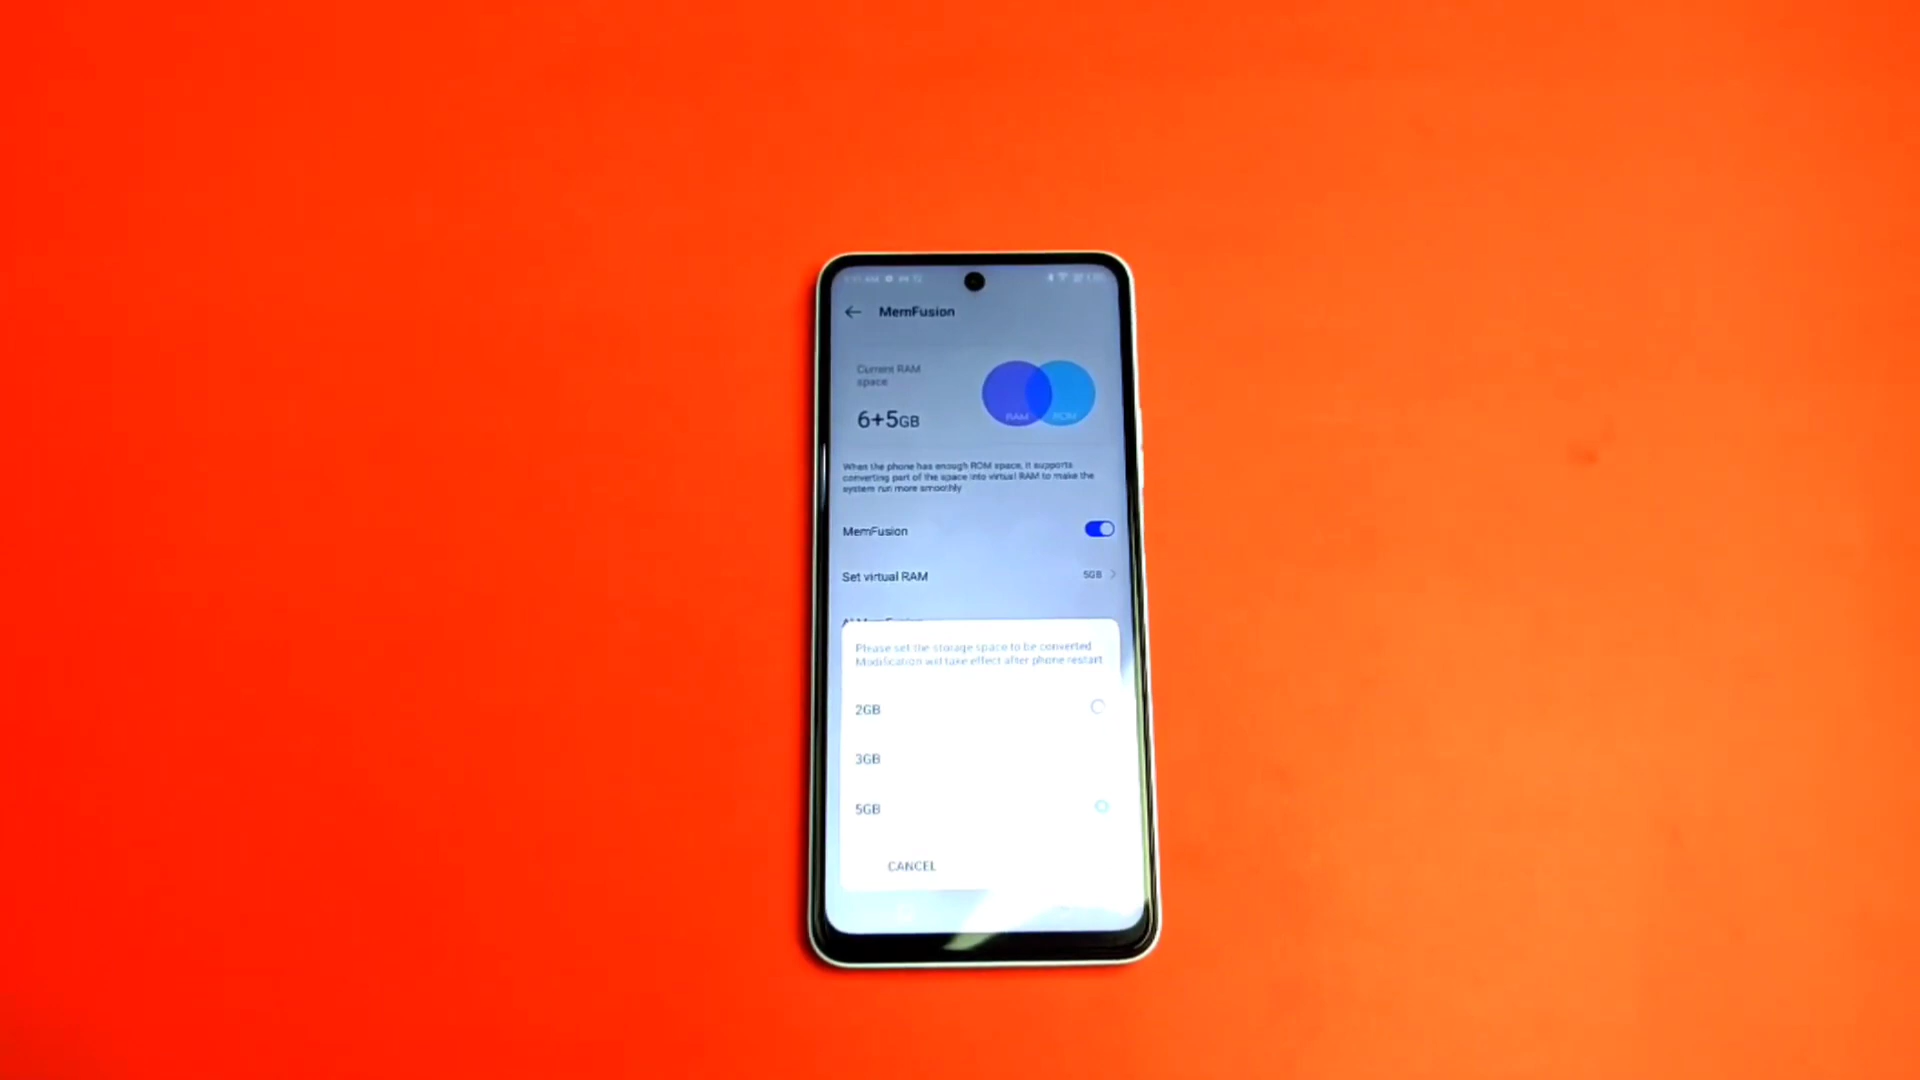 MemFusion
Current RAM
space
6+5GB
RAM
ROM
When the phone has enough ROM space, it supports
converting part of the space into virtual RAM to make the
system run more smoothly
MemFusion
Set virtual RAM
5GB
Please set the storage space to be converted
Modification will take effect after phone restart
2GB
3GB
5GB
CANCEL